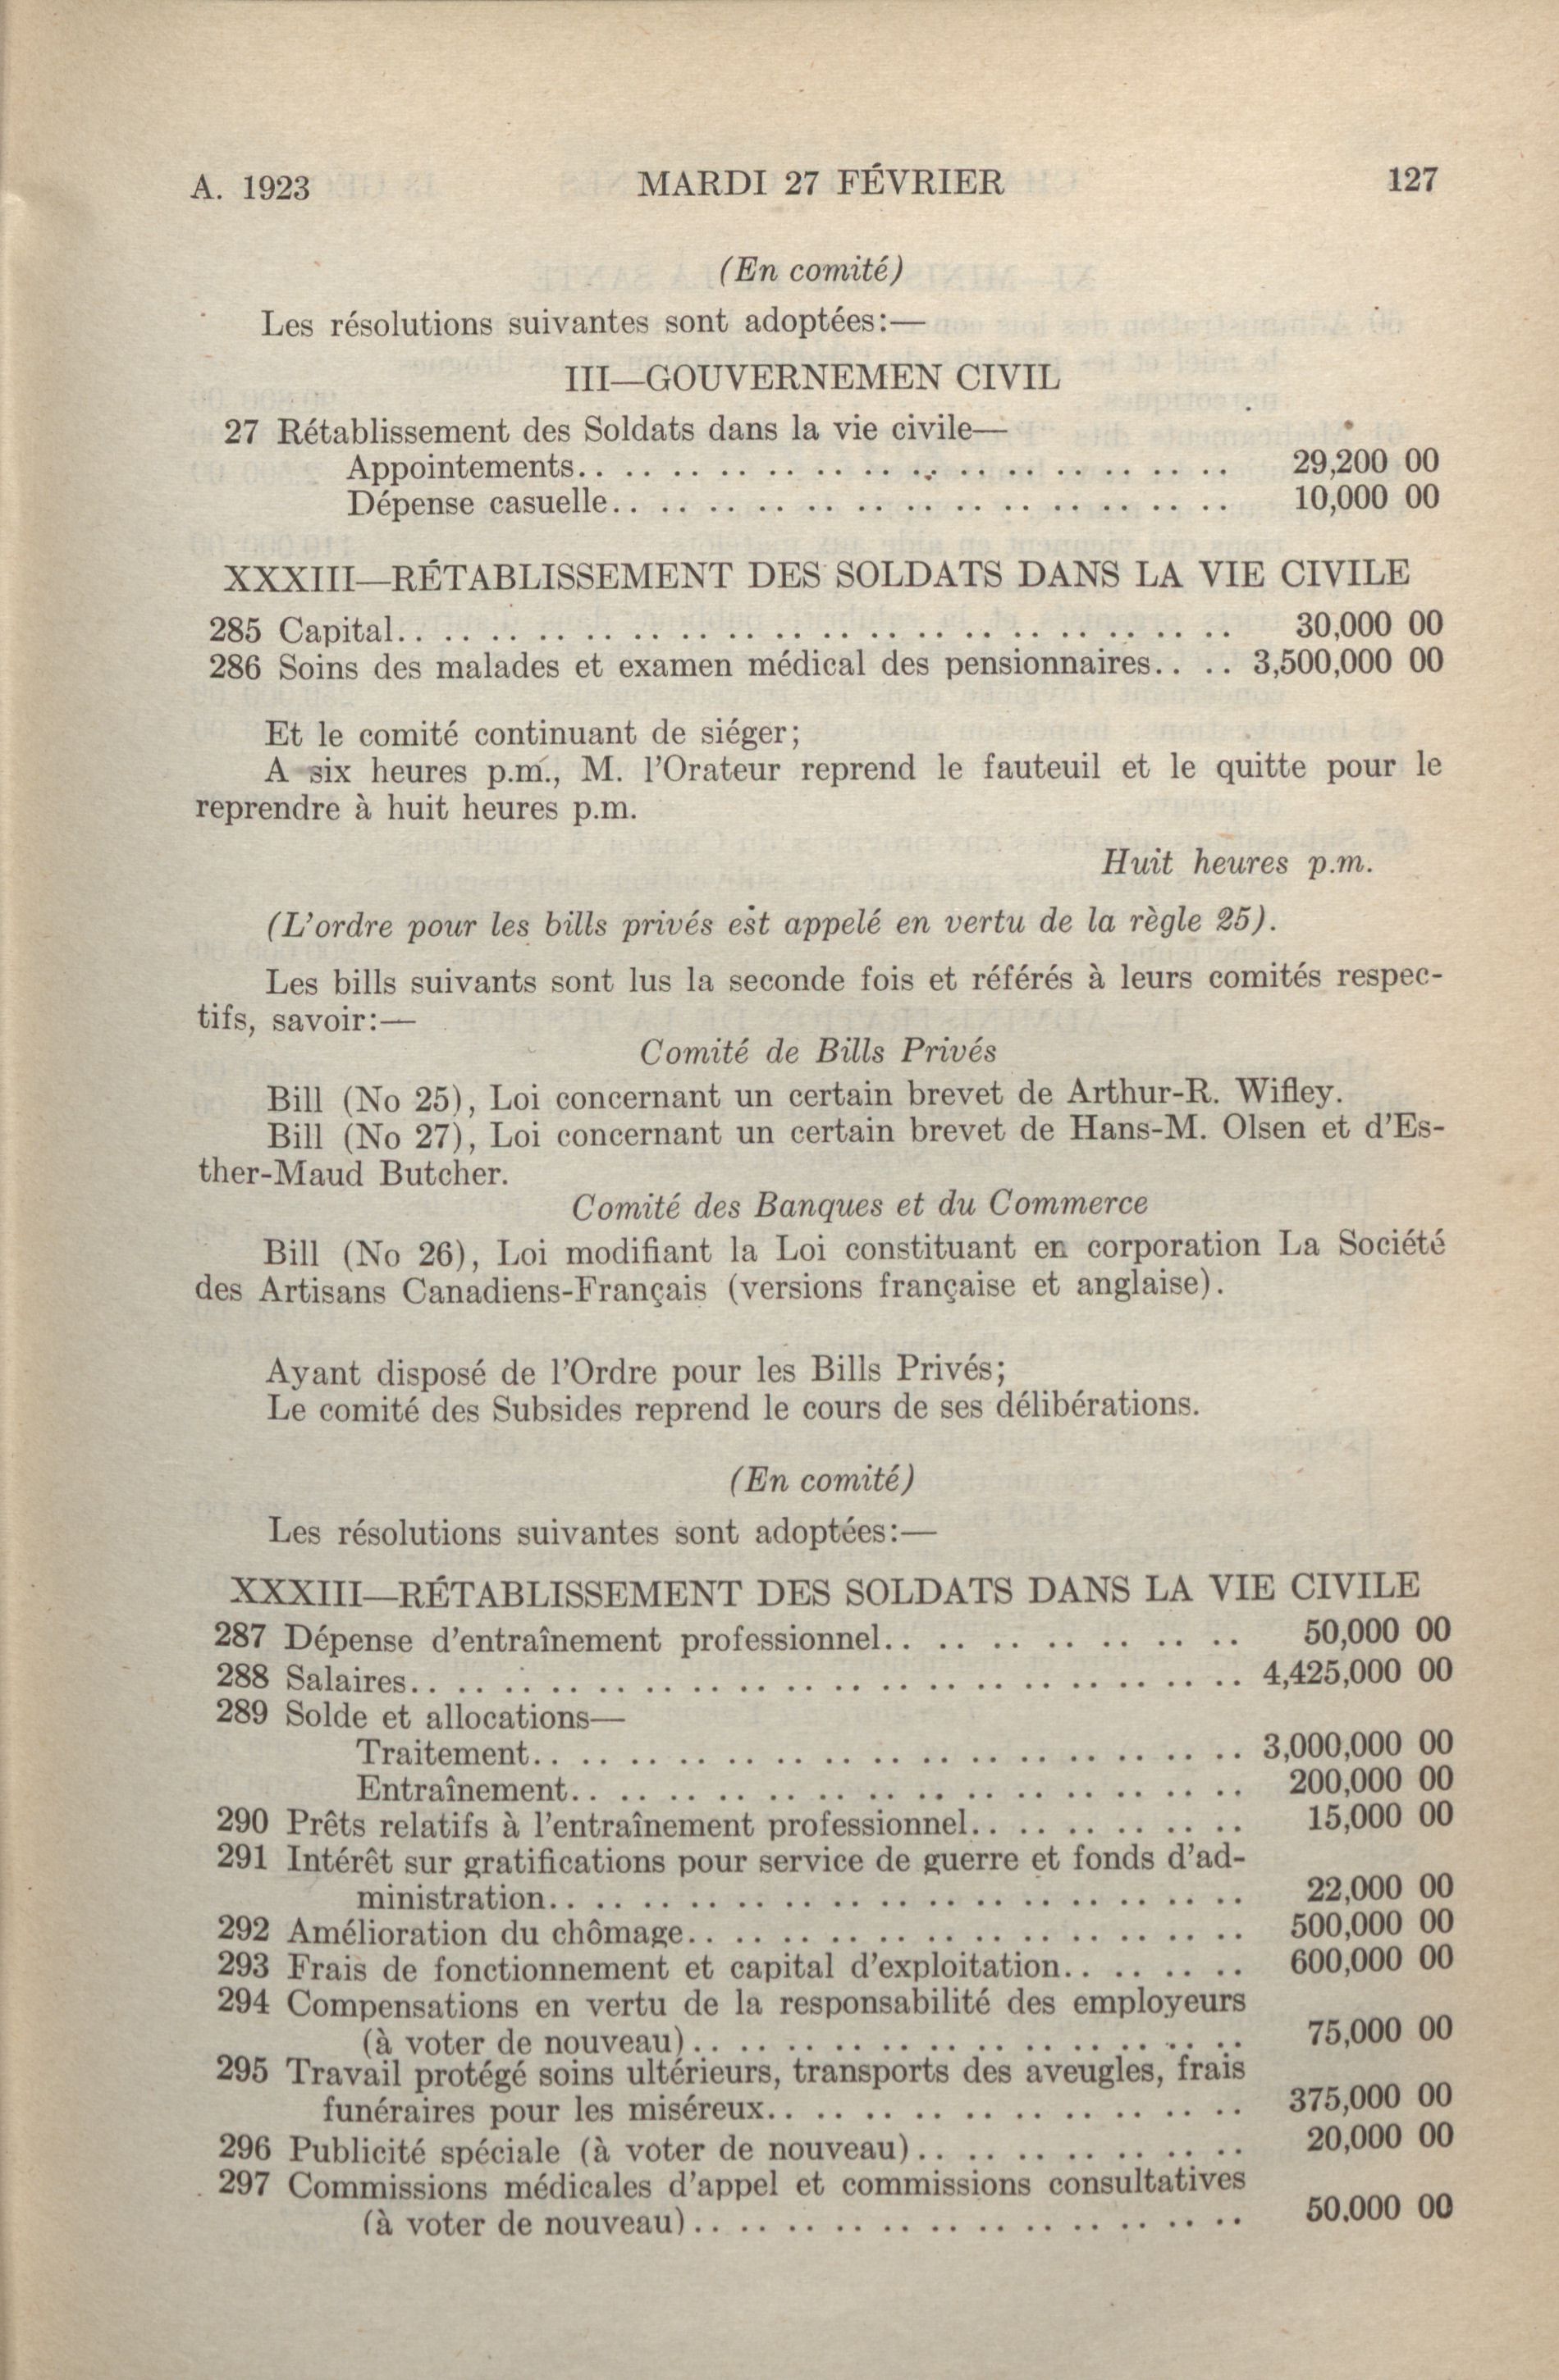 A. 1923 MARDI 27 FÉVRIER 127
(En comité)
Les résolutions suivantes sont adoptées:—
III—GOUVERNEMEN CIVIL
27 Rétablissement des Soldats dans la vie civile—
Appointements.. .. .. .. .. .. .. .. .. .. .. .. .. .. 29,200 00
Dépense casuelle.. .. .. .. .. .. .. .. .. .. .. .. .. 10,000 00
XXXIII—RÉTABLISSEMENT DES SOLDATS DANS LA VIE CIVILE
285 Capital.. .. .. .. .. .. .. .. .. .. .. .. .. .. .. .. .. .. 30,000 00
286 Soins des malades et examen médical des pensionnaires.. .. 3,500,000 00
Et le comité continuant de siéger;
A six heures p.m., M. l'Orateur reprend le fauteuil et le quitte pour le
reprendre à huit heures p.m.
Huit heures p.m.
(L'ordre pour les bills privés est appelé en vertu de la règle 25).
Les bills suivants sont lus la seconde fois et référés à leurs comités respec-
tifs, savoir:—
Comité de Bills Privés
Bill (No 25), Loi concernant un certain brevet de Arthur-R. Wifley.
Bill (No 27), Loi concernant un certain brevet de Hans-M. Olsen et d'Es-
ther-Maud Butcher.
Comité des Banques et du Commerce
Bill (No 26), Loi modifiant la Loi constituant en corporation La Société
des Artisans Canadiens-Français (versions française et anglaise).
Ayant disposé de l'Ordre pour les Bills Privés;
Le comité des Subsides reprend le cours de ses délibérations.
(En comité)
Les résolutions suivantes sont adoptées:—
XXXIII—RÉTABLISSEMENT DES SOLDATS DANS LA VIE CIVILE
287 Dépense d'entraînement professionnel.. .. .. .. .. .. .. .. 50,000 00
288 Salaires.. .. .. .. .. .. .. .. .. .. .. .. .. .. .. .. .. .. 4,425,000 00
289 Solde et allocations—
Traitement.. .. .. .. .. .. .. .. .. .. .. .. .. .. .. 3,000,000 00
Entraînement.. .. .. .. .. .. .. .. .. .. .. .. .. .. 200,000 00
290 Prêts relatifs à l'entraînement professionnel.. .. .. .. .. .. 15,000 00
291 Intérêt sur gratifications pour service de guerre et fonds d'ad-
ministration.. .. .. .. .. .. .. .. .. .. .. .. .. .. .. 22,000 00
292 Amélioration du chômage.. .. .. .. .. .. .. .. .. .. .. .. 500,000 00
293 Frais de fonctionnement et capital d'exploitation.. .. .. .. 600,000 00
294 Compensations en vertu de la responsabilité des employeurs
(à voter de nouveau).. .. .. .. .. .. .. .. .. .. .. .. 75,000 00
295 Travail protégé soins ultérieurs, transports des aveugles, frais
funéraires pour les miséreux.. .. .. .. .. .. .. .. .. .. 375,000 00
296 Publicité spéciale (à voter de nouveau).. .. .. .. .. .. .. 20,000 00
297 Commissions médicales d'appel et commissions consultatives
(à voter de nouveau).. .. .. .. .. .. .. .. .. .. .. .. 50,000 00